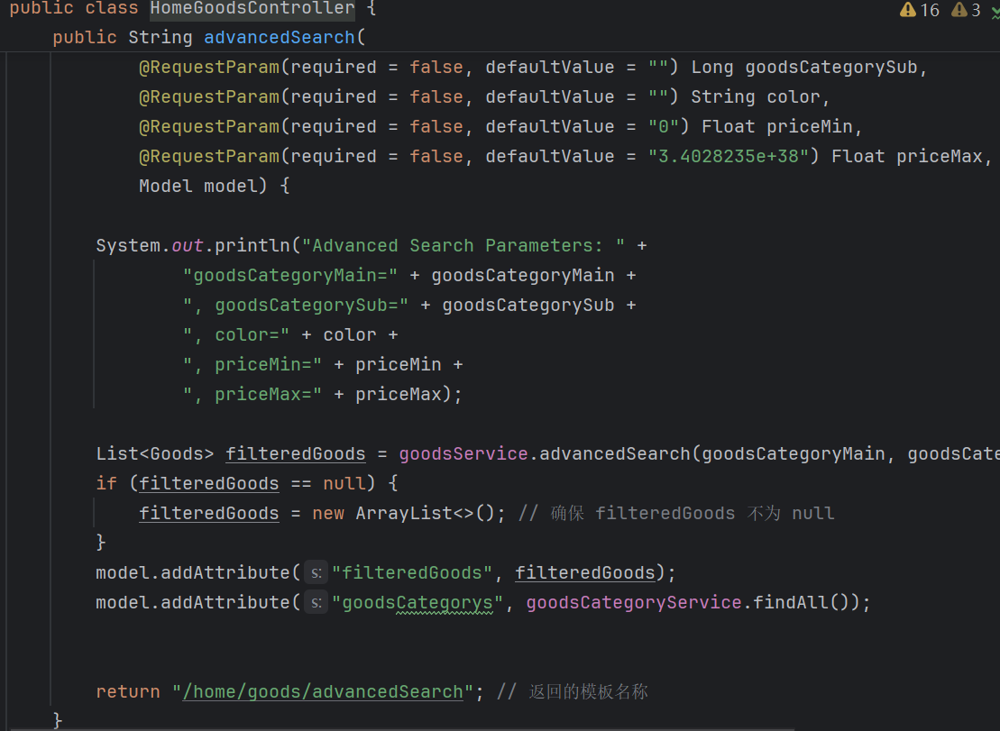 public class HomeGoodsController {
16 3
public String advancedSearch(
@RequestParam(required = false, defaultValue = "") Long goodsCategorySub,
@RequestParam(required = false, defaultValue = "") String color,
@RequestParam(required = false, defaultValue = "0") Float priceMin,
@RequestParam(required = false, defaultValue = "3.4028235e+38") Float priceMax,
Model model) {
System.out.println("Advanced Search Parameters: " +
"goodsCategoryMain=" + goodsCategoryMain +
", goodsCategorySub=" + goodsCategorySub +
", color=" + color +
", priceMin=" + priceMin +
", priceMax=" + priceMax);
List<Goods> filteredGoods = goodsService.advancedSearch(goodsCategoryMain, goodsCate
if (filteredGoods == null) {
filteredGoods = new ArrayList<>(); // 确保 filteredGoods 不为 null
}
model.addAttribute( s: "filteredGoods", filteredGoods);
model.addAttribute( s: "goodsCategorys", goodsCategoryService.findAll());
return "/home/goods/advancedSearch"; // 返回的模板名称
}